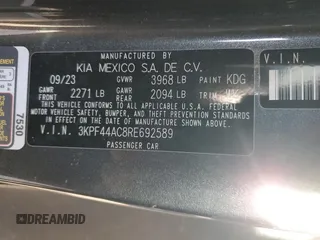 MANUFACTURED BY
KIA MEXICO S.A. DE C.V.
09/23 GVWR 3968 LB PAINT KDG
GAWR FRONT 2271 LB GAWR REAR 2094 LB
THIS VEHICLE CONFORMS TO ALL APPLICABLE FEDERAL
MOTOR VEHICLE SAFETY, BUMPER, AND THEFT PREVENTION
STANDARDS IN EFFECT ON THE DATE OF MANUFACTURE
SHOWN ABOVE.
V.I.N. 3KPF44AC8RE692589
PASSENGER CAR
7530
V.I.N.
DREAMBID